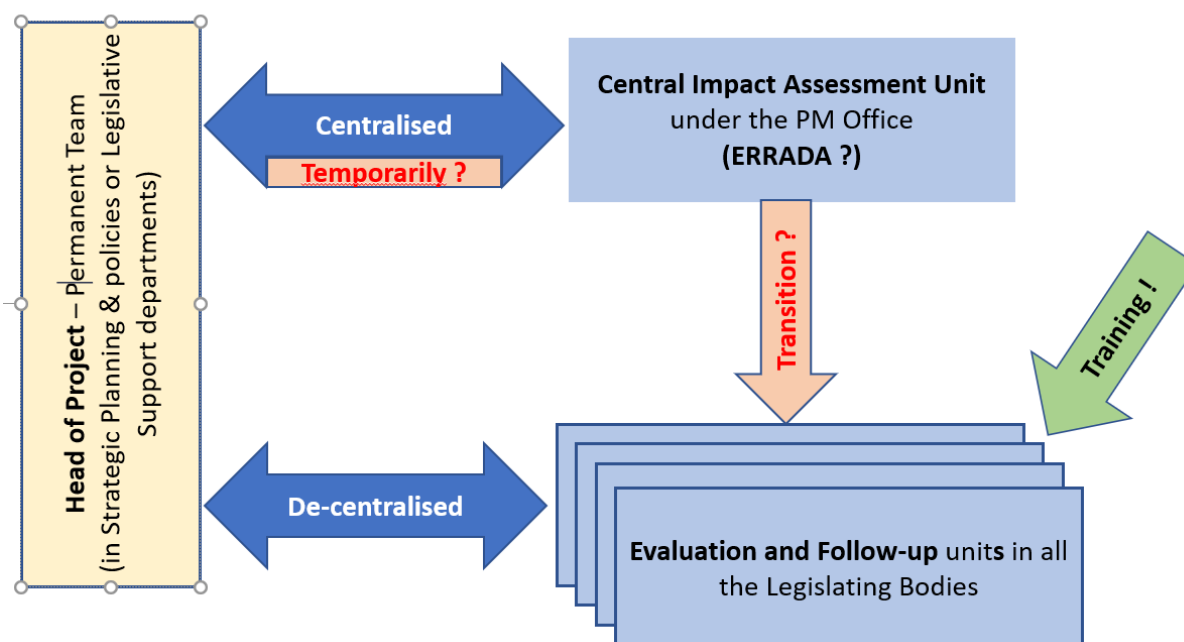 Head of Project – Permanent Team
(in Strategic Planning & policies or Legislative
Support departments)
Centralised
Temporarily ?
Central Impact Assessment Unit
under the PM Office
(ERRADA ?)
Transition ?
Training !
De-centralised
Evaluation and Follow-up units in all
the Legislating Bodies